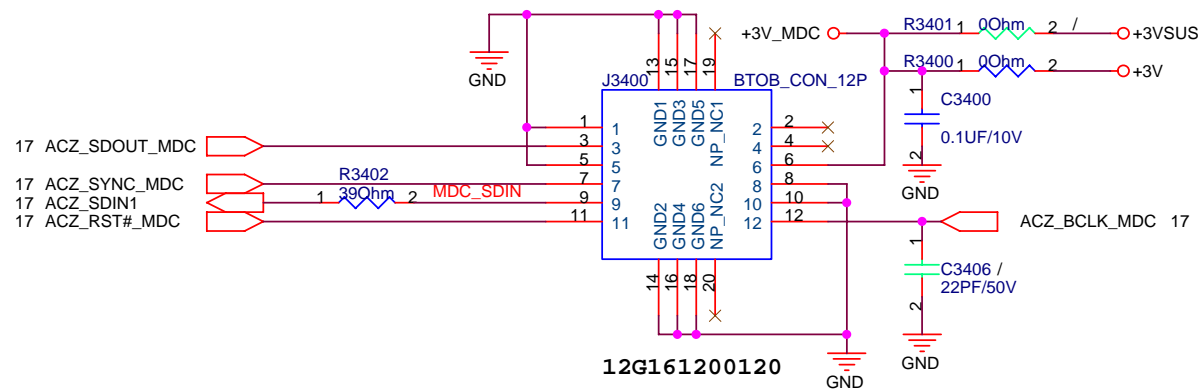 +3V_MDC
R3401 1 0Ohm 2 /
+3VSUS
R3400 1 0Ohm 2
+3V
GND
13 15 17 19
J3400 BTOB_CON_12P
1 C3400
0.1UF/10V
2
GND
GND1 GND3 GND5 NP_NC1
1 1 2 2
17 ACZ_SDOUT_MDC 3 3 4 4
5 5 6 6
17 ACZ_SYNC_MDC 7 7 8 8
R3402
17 ACZ_SDIN1 1 39Ohm 2 MDC_SDIN 9 9 10 10
17 ACZ_RST#_MDC 11 11 12 12
ACZ_BCLK_MDC 17
GND2 GND4 GND6 NP_NC2
14 16 18 20
1 C3406 /
22PF/50V
2
GND
GND
12G161200120